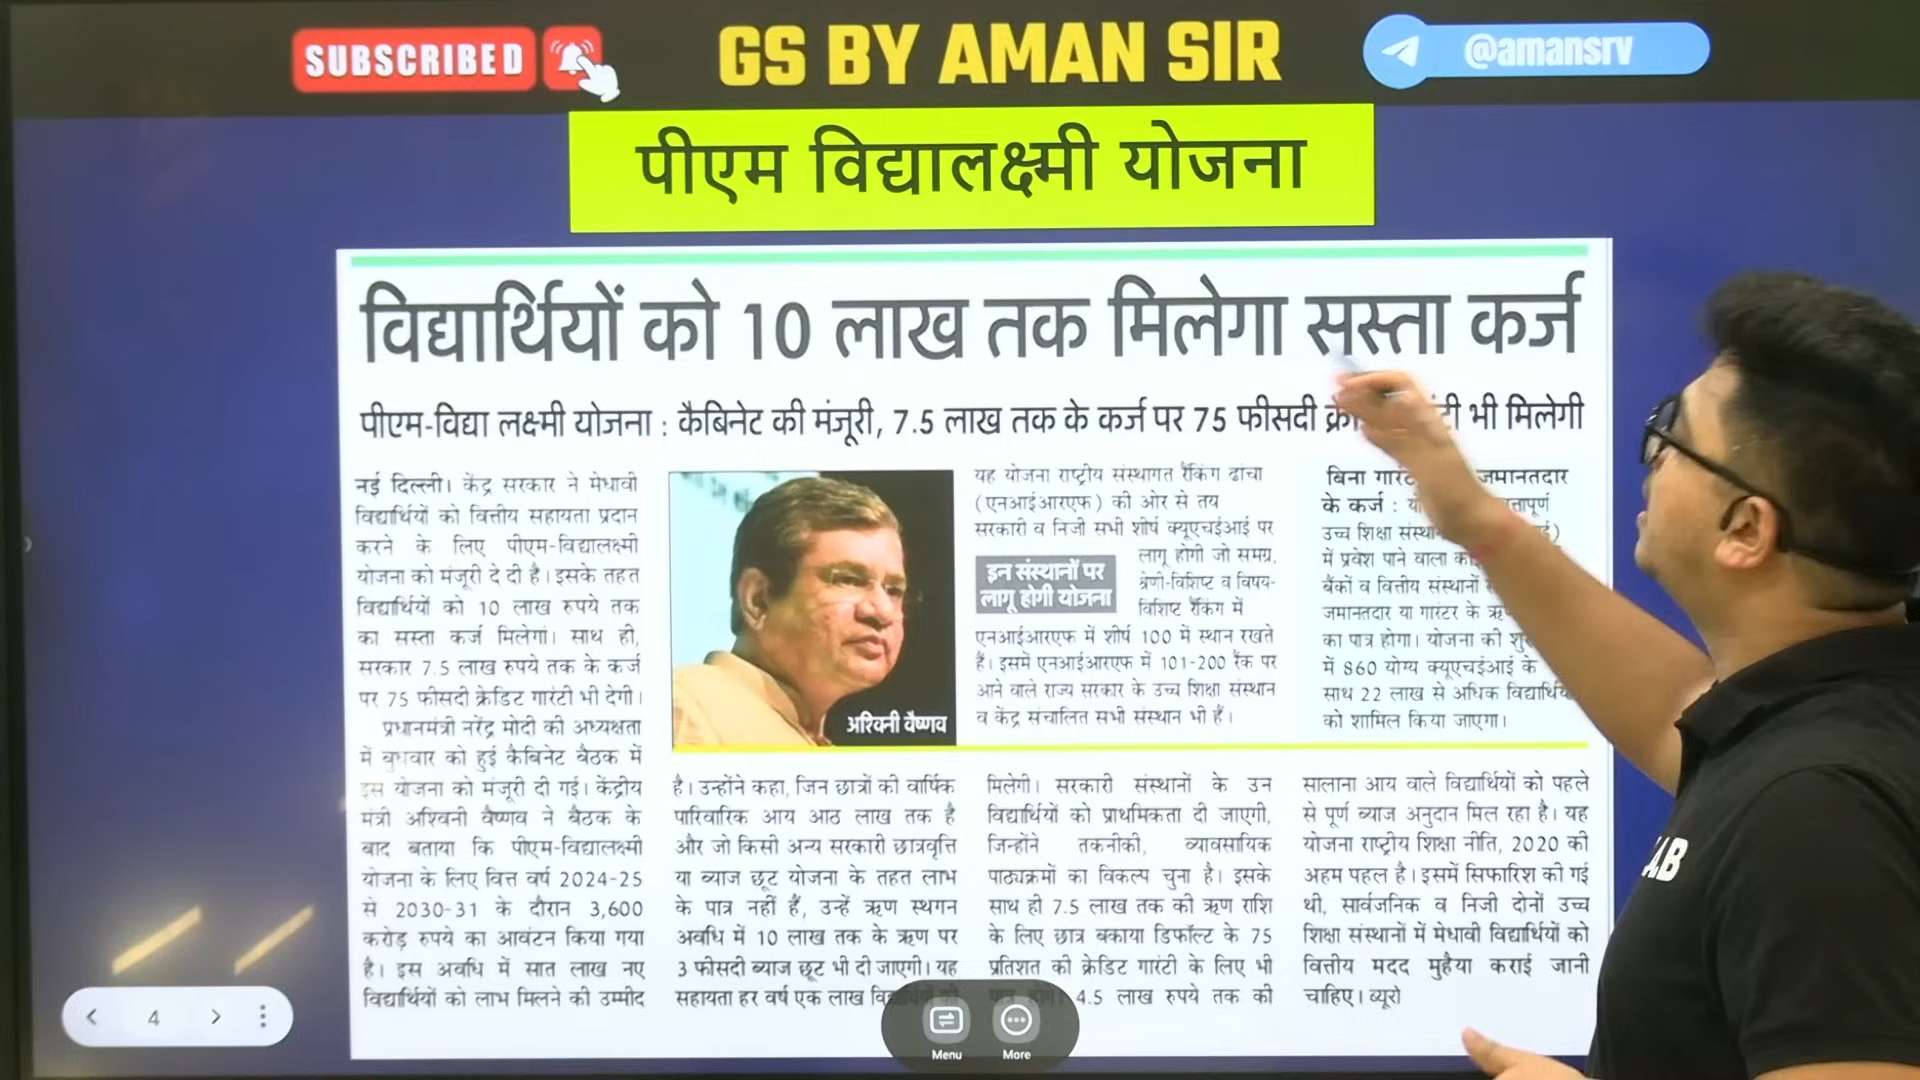 SUBSCRIBED
GS BY AMAN SIR
@amansrv
पीएम विद्यालक्ष्मी योजना
विद्यार्थियों को 10 लाख तक मिलेगा सस्ता कर्ज
पीएम-विद्या लक्ष्मी योजना : कैबिनेट की मंजूरी, 7.5 लाख तक के कर्ज पर 75 फीसदी भी मिलेगी
नई दिल्ली। केंद्र सरकार ने मेधावी
विद्यार्थियों को वित्तीय सहायता प्रदान
करने के लिए पीएम-विद्यालक्ष्मी
योजना को मंजूरी दे दी है। इसके तहत
विद्यार्थियों को 10 लाख रुपये तक
का सस्ता कर्ज मिलेगा। साथ ही,
सरकार 7.5 लाख रुपये तक के कर्ज
पर 75 फीसदी क्रेडिट गारंटी भी देगी।
प्रधानमंत्री नरेंद्र मोदी की अध्यक्षता
में बुधवार को हुई कैबिनेट बैठक में
इस योजना को मंजूरी दी गई। केंद्रीय
मंत्री अश्विनी वैष्णव ने बैठक के
बाद बताया कि पीएम-विद्यालक्ष्मी
योजना के लिए वित्त वर्ष 2024-25
से 2030-31 के दौरान 3,600
करोड़ रुपये का आवंटन किया गया
है। इस अवधि में सात लाख नए
विद्यार्थियों को लाभ मिलने की उम्मीद
अश्विनी वैष्णव
है। उन्होंने कहा, जिन छात्रों की वार्षिक
पारिवारिक आय आठ लाख तक है
और जो किसी अन्य सरकारी छात्रवृत्ति
या ब्याज छूट योजना के तहत लाभ
के पात्र नहीं हैं, उन्हें ऋण स्थगन
अवधि में 10 लाख तक के ऋण पर
3 फीसदी ब्याज छूट भी दी जाएगी। यह
सहायता हर वर्ष एक लाख
मिलेगी। सरकारी संस्थानों के उन
विद्यार्थियों को प्राथमिकता दी जाएगी,
जिन्होंने तकनीकी, व्यावसायिक
पाठ्यक्रमों का विकल्प चुना है। इसके
साथ ही 7.5 लाख तक की ऋण राशि
के लिए छात्र बकाया डिफॉल्ट के 75
प्रतिशत की क्रेडिट गारंटी के लिए भी
4.5 लाख रुपये तक की
सालाना आय वाले विद्यार्थियों को पहले
से पूर्ण ब्याज अनुदान मिल रहा है। यह
योजना राष्ट्रीय शिक्षा नीति, 2020 की
अहम पहल है। इसमें सिफारिश की गई
थी, सार्वजनिक व निजी दोनों उच्च
शिक्षा संस्थानों में मेधावी विद्यार्थियों को
वित्तीय मदद मुहैया कराई जानी
चाहिए। ब्यूरो
यह योजना राष्ट्रीय संस्थागत रैंकिंग ढांचा
(एनआईआरएफ) की ओर से तय
सरकारी व निजी सभी शीर्ष क्यूएचईआई पर
लागू होगी जो समग्र,
श्रेणी-विशिष्ट व विषय-
विशिष्ट रैंकिंग में
इन संस्थानों पर
लागू होगी योजना
एनआईआरएफ में शीर्ष 100 में स्थान रखते
हैं। इसमें एनआईआरएफ में 101-200 रैंक पर
आने वाले राज्य सरकार के उच्च शिक्षा संस्थान
व केंद्र संचालित सभी संस्थान भी हैं।
बिना जमानतदार
के कर्ज :
उच्च शिक्षा
में प्रवेश पाने वाला
बैंकों व वित्तीय संस्थानों
जमानतदार या गारंटर के
का पात्र होगा। योजना की
में 860 योग्य क्यूएचईआई के
साथ 22 लाख से अधिक
को शामिल किया जाएगा।
4
Menu
More